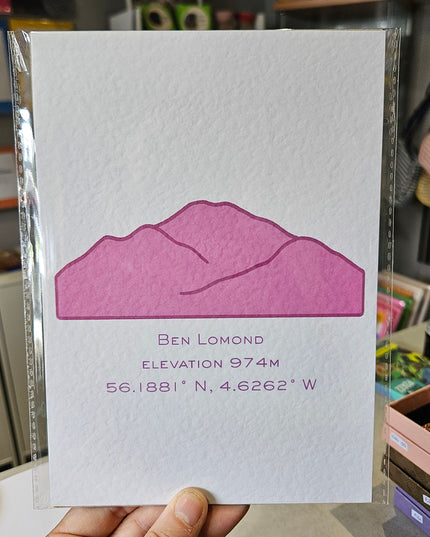 Ben Lomond
elevation 974m
56.1881° N, 4.6262° W